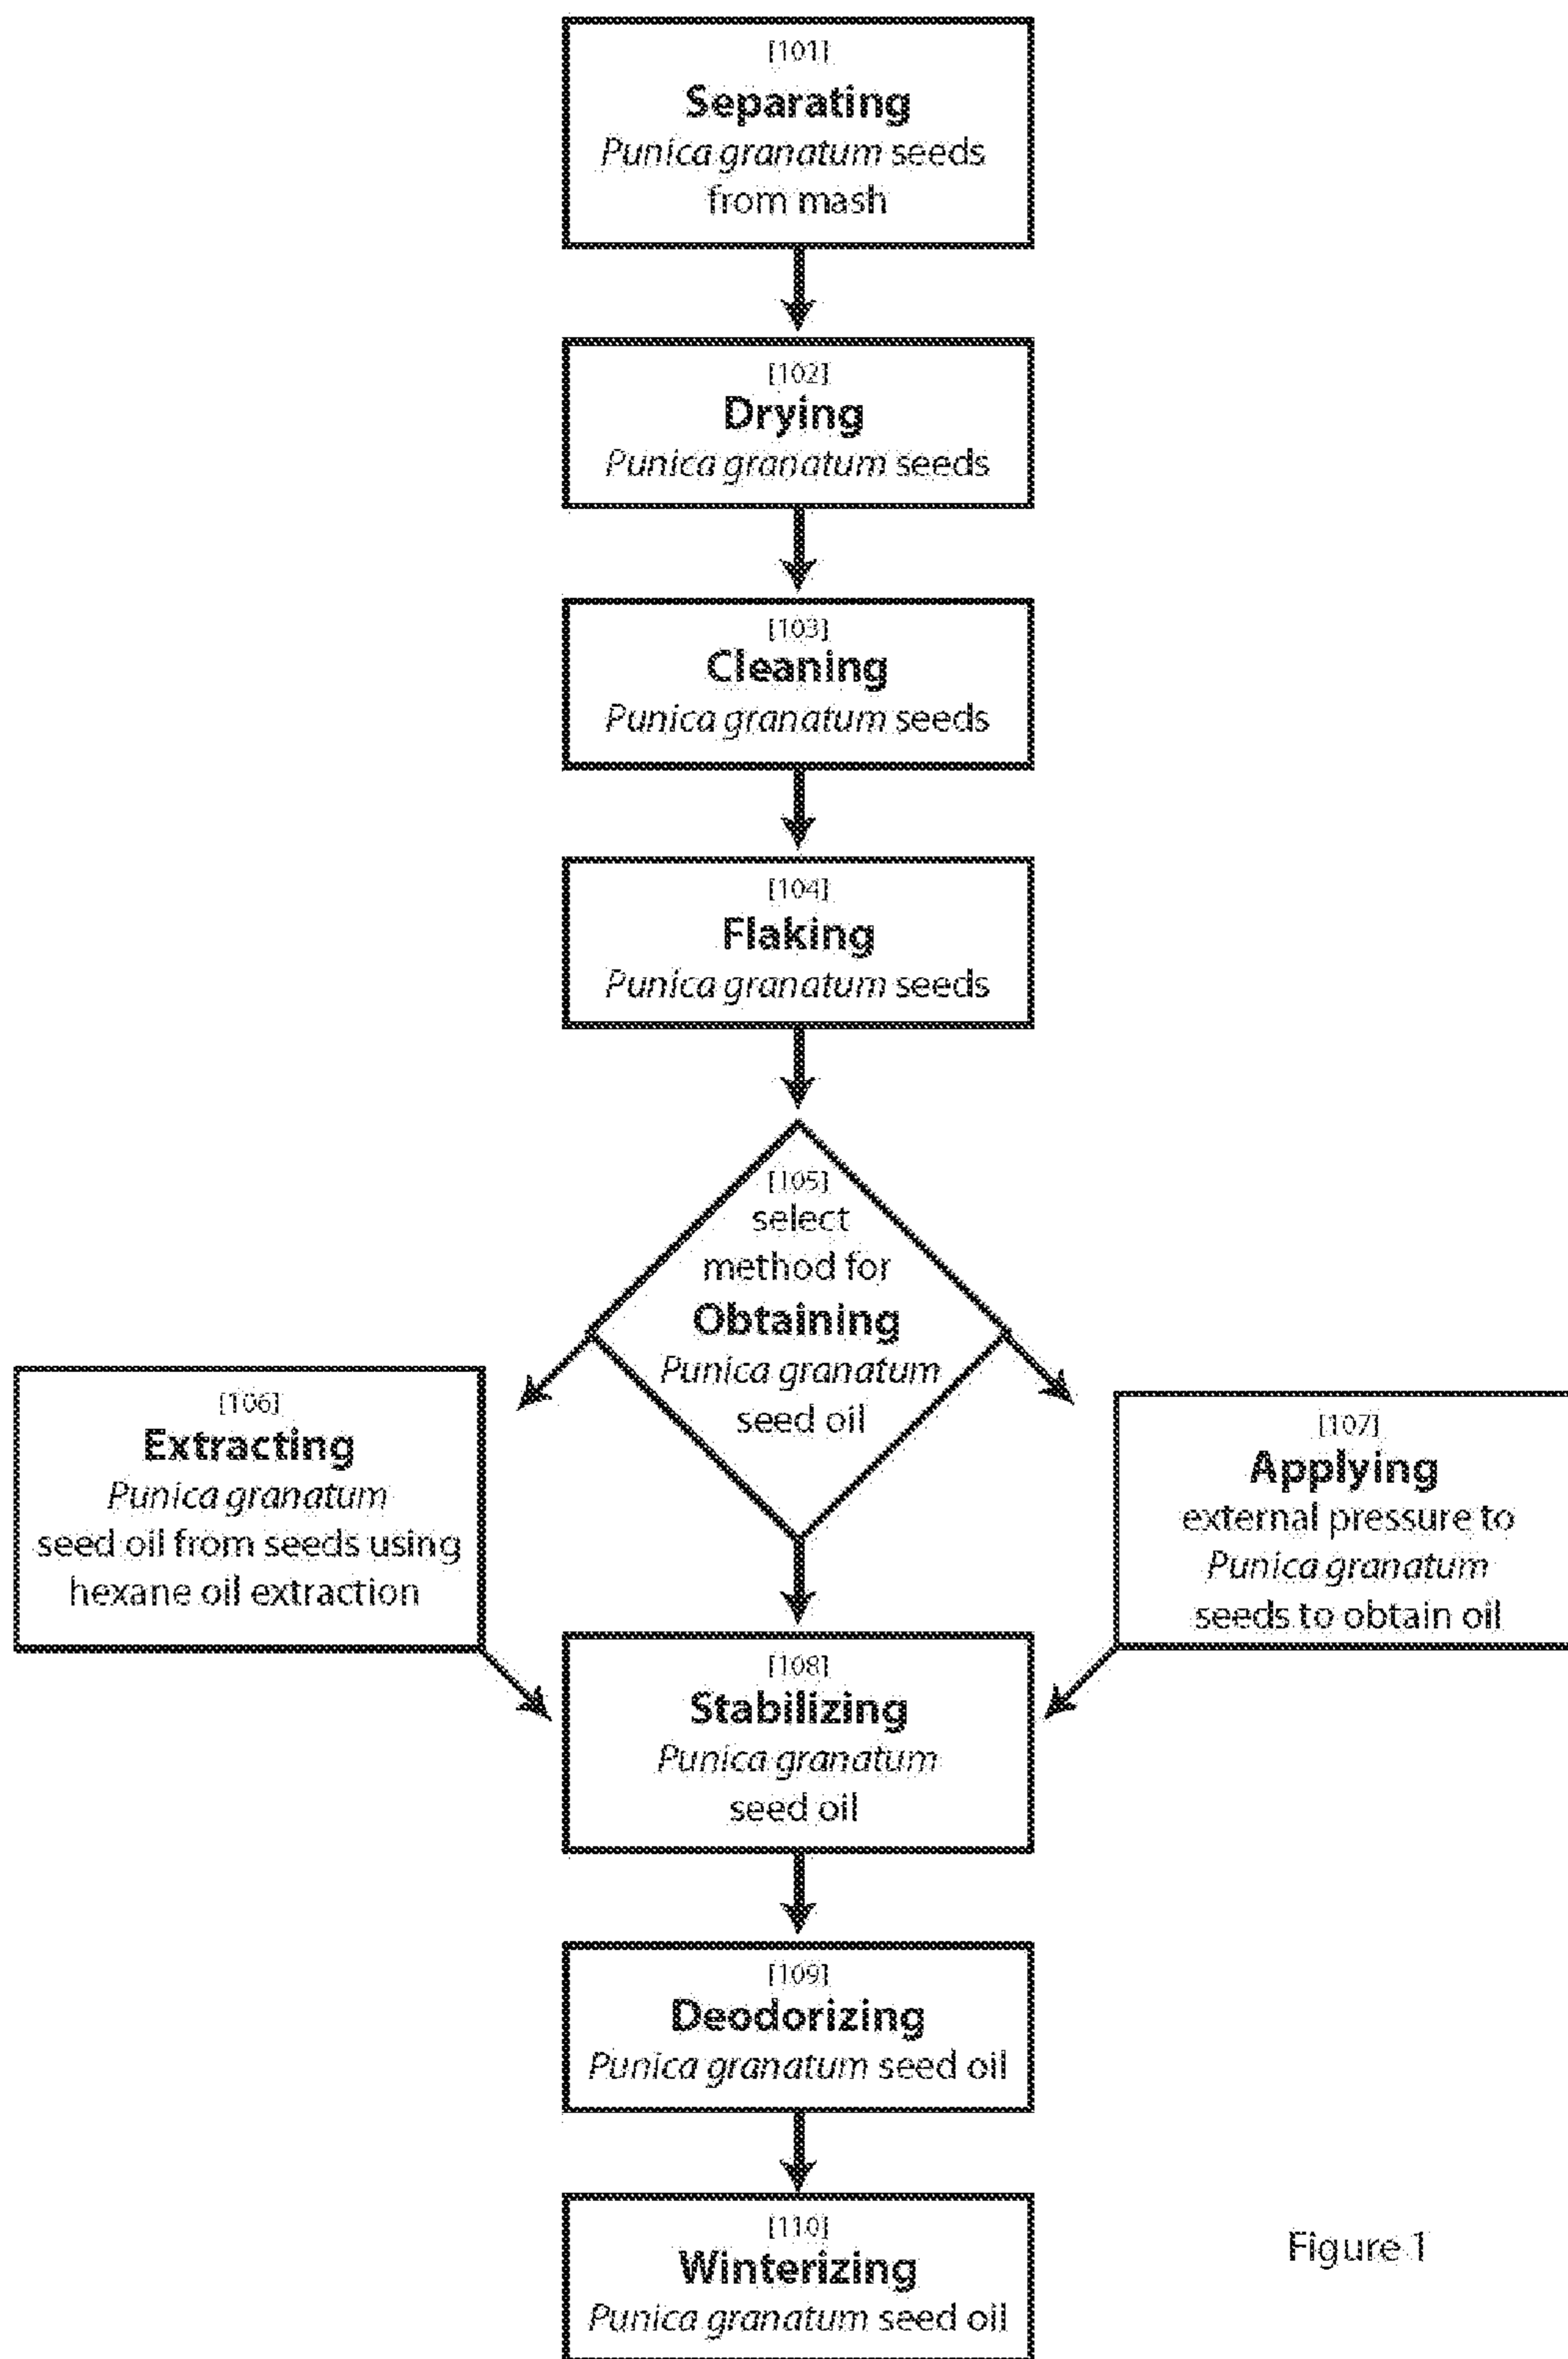 [101]
Separating
Punica granatum seeds
from mash
[102]
Drying
Punica granatum seeds
[103]
Cleaning
Punica granatum seeds
[104]
Flaking
Punica granatum seeds
[105]
select
method for
Obtaining
Punica granatum
seed oil
[106]
Extracting
Punica granatum
seed oil from seeds using
hexane oil extraction
[107]
Applying
external pressure to
Punica granatum
seeds to obtain oil
[108]
Stabilizing
Punica granatum
seed oil
[109]
Deodorizing
Punica granatum seed oil
[110]
Winterizing
Punica granatum seed oil
Figure 1